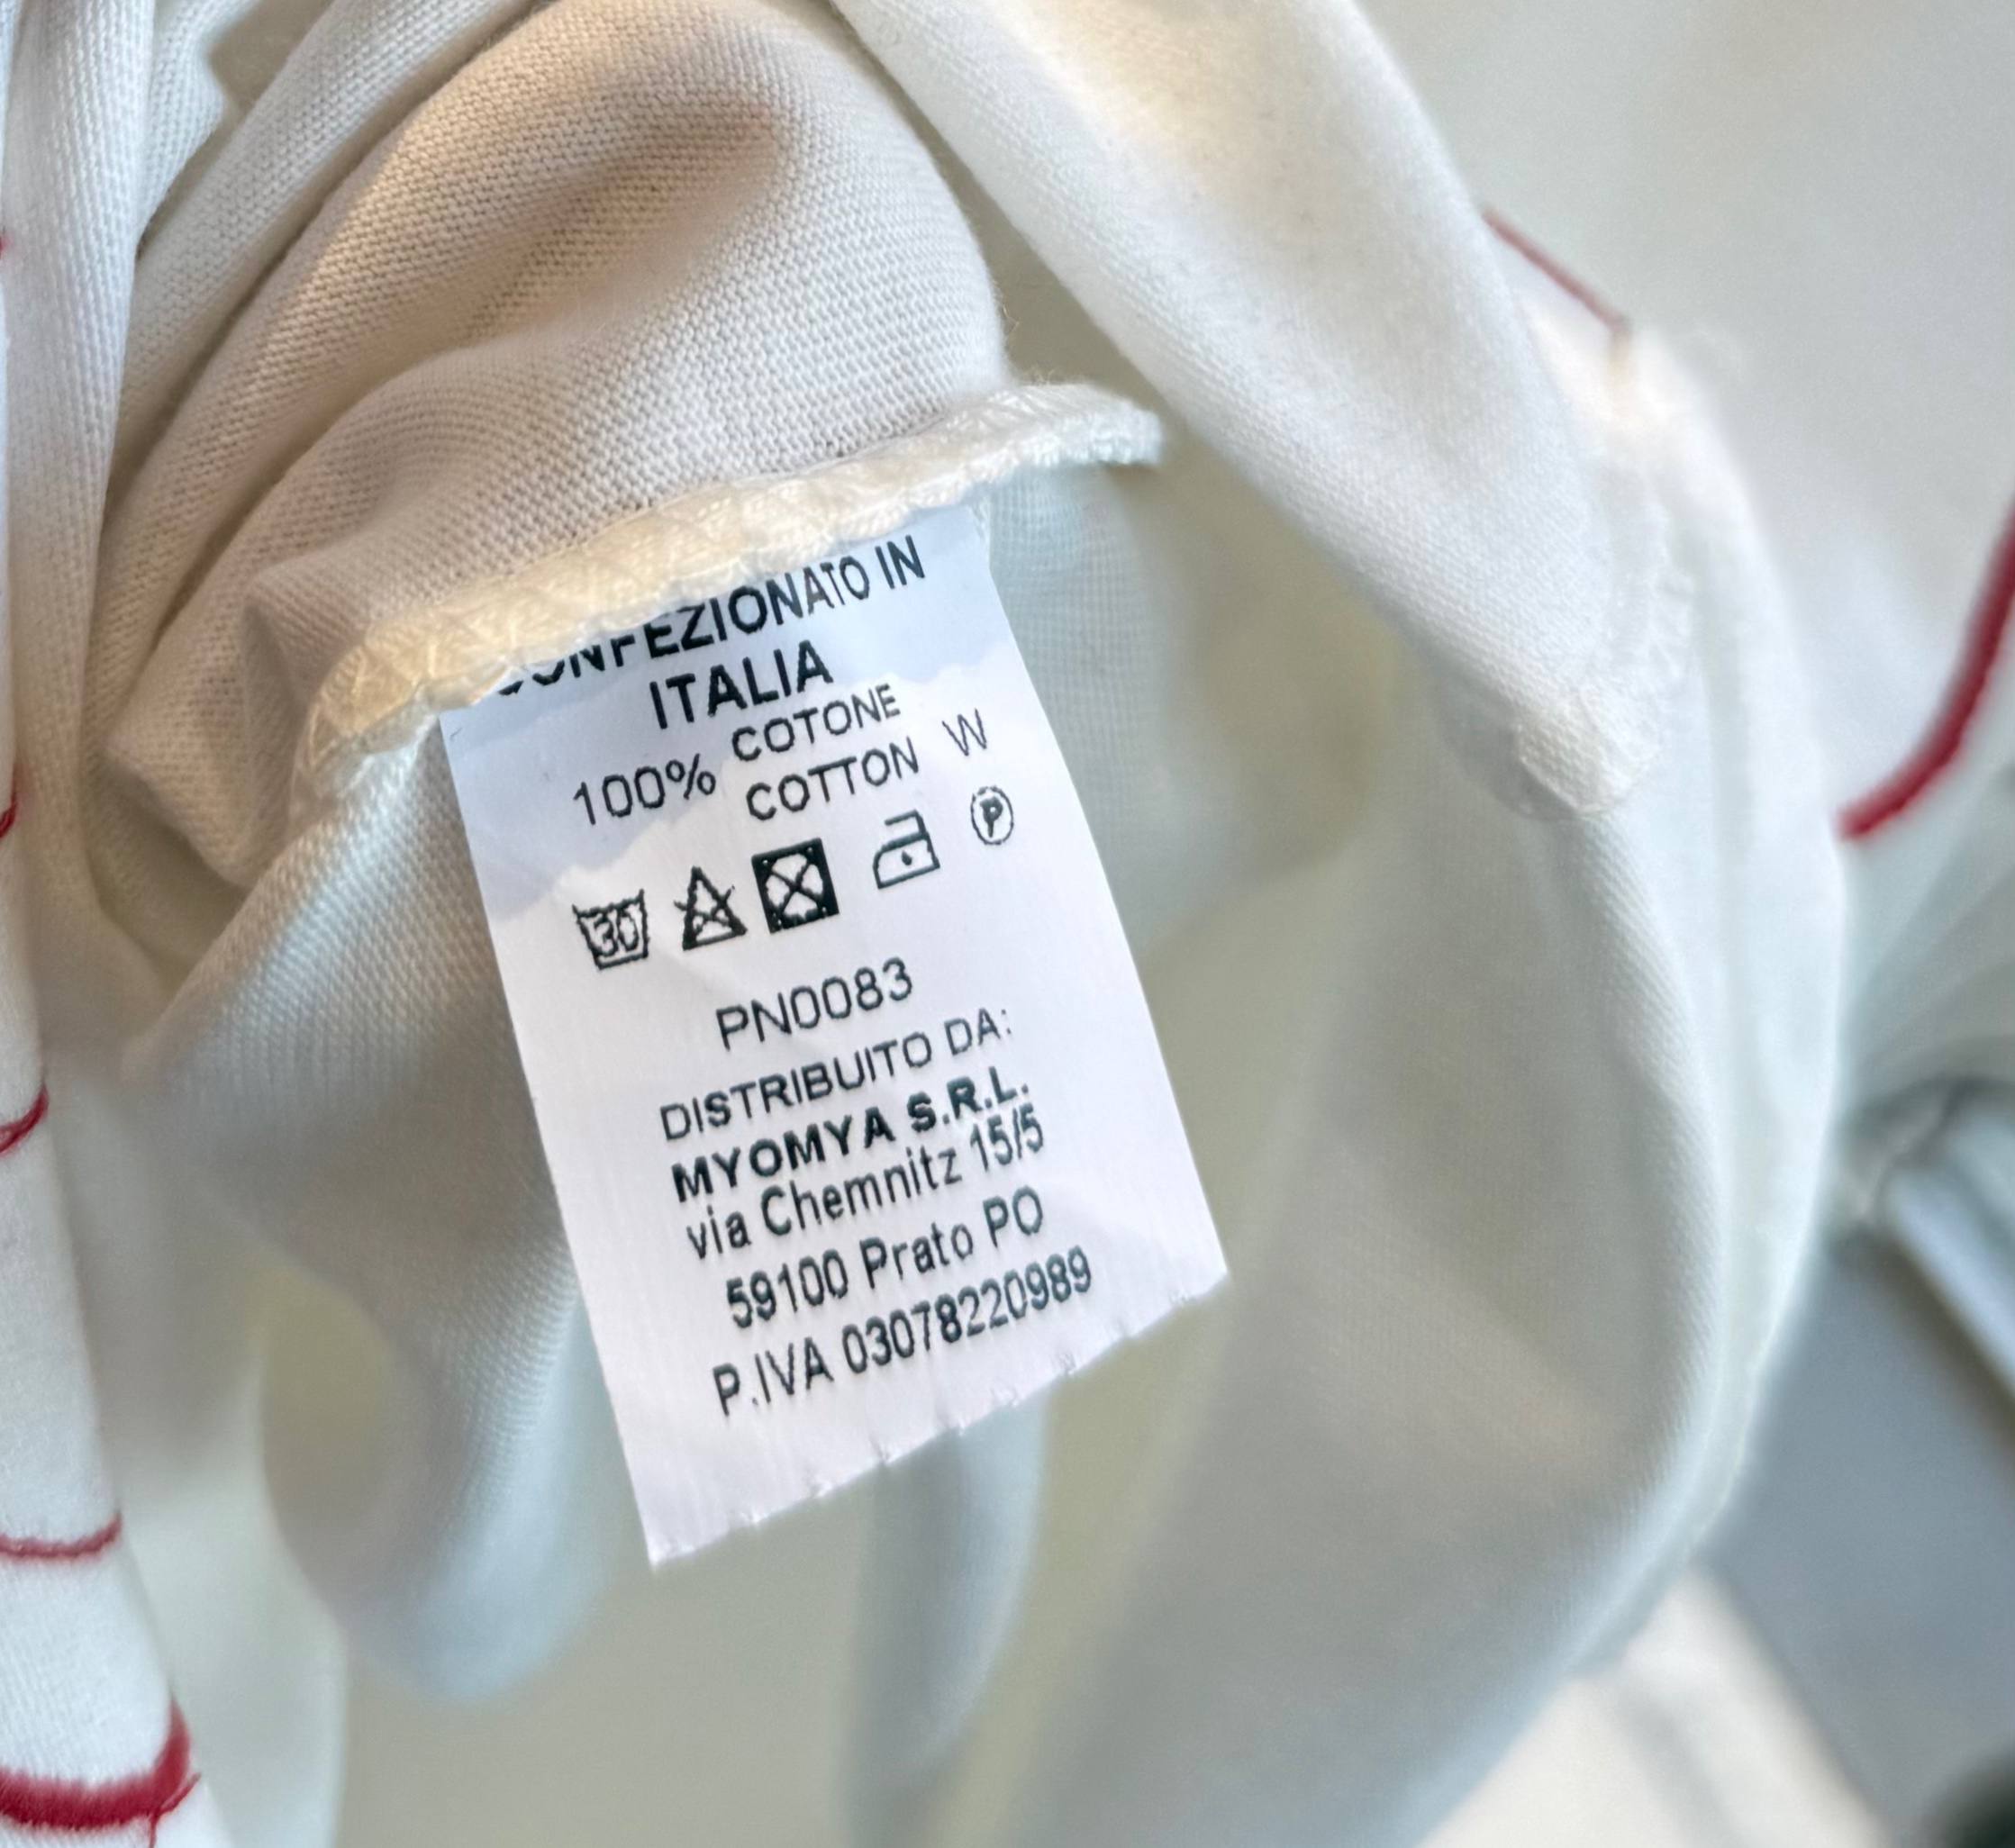 CONFEZIONATO IN
ITALIA
100% COTONE
COTTON W
30 P
PN0083
DISTRIBUITO DA:
MYOMYA S.R.L.
via Chemnitz 15/5
59100 Prato PO
P.IVA 03078220989